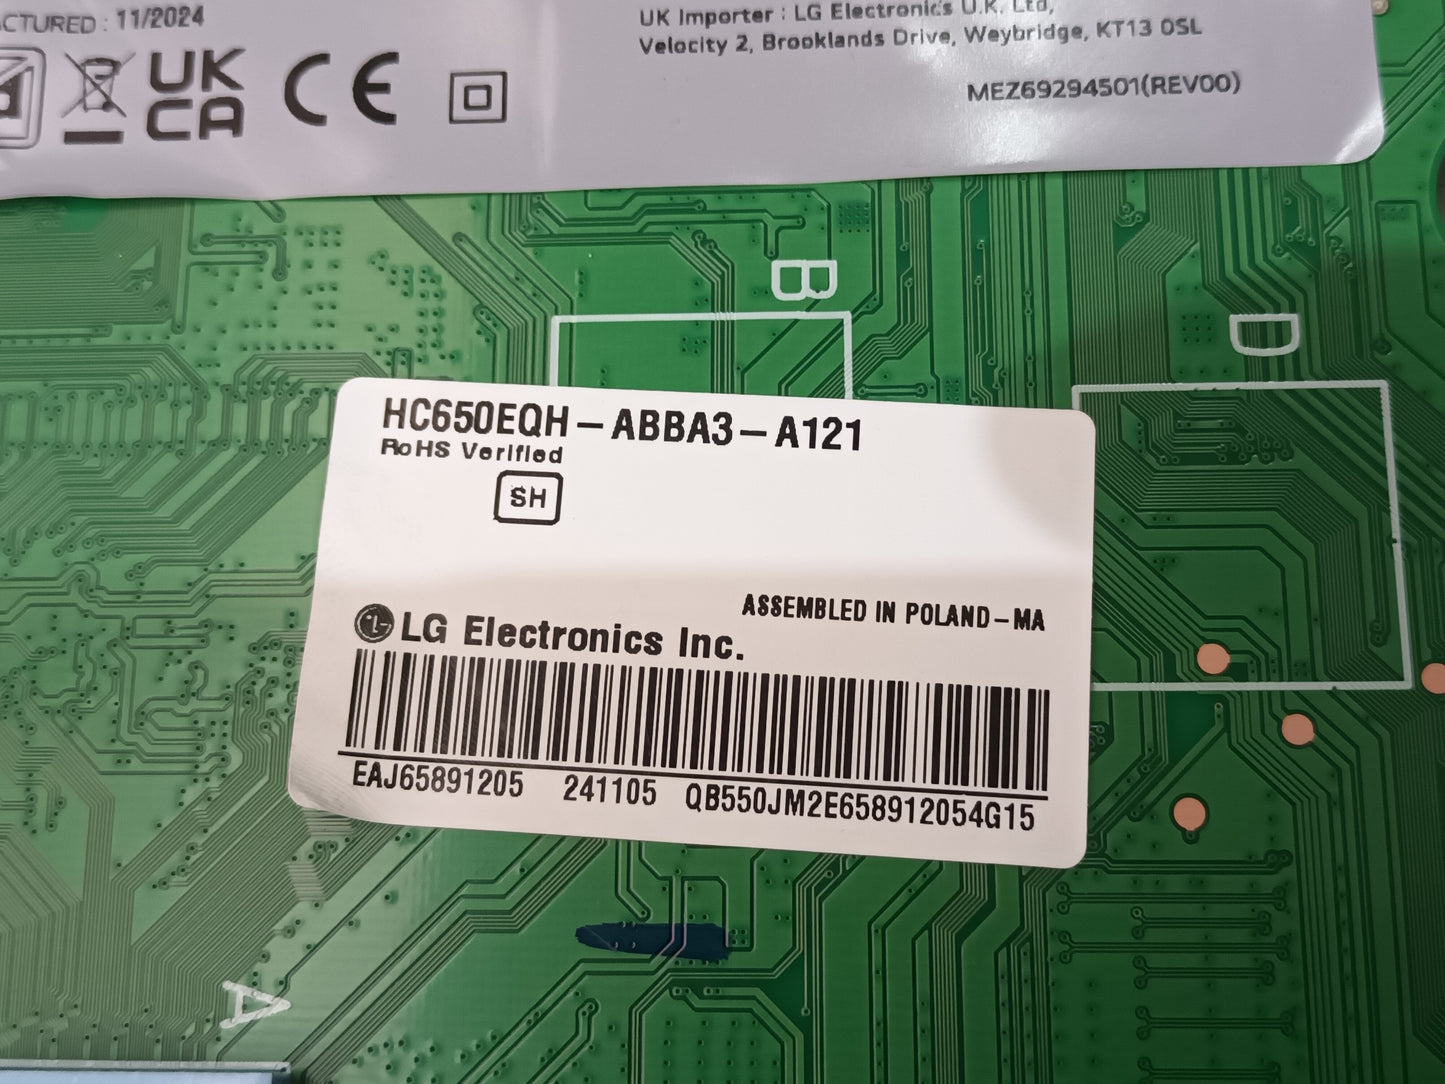 ACTURED : 11/2024
UK Importer : LG Electronics U.K. Ltd,
Velocity 2, Brooklands Drive, Weybridge, KT13 0SL
UK
CA
CE
MEZ69294501(REV00)
B
D
HC650EQH-ABBA3-A121
RoHS Verified
SH
ASSEMBLED IN POLAND-MA
LG Electronics Inc.
EAJ65891205 241105 QB550JM2E658912054G15
A